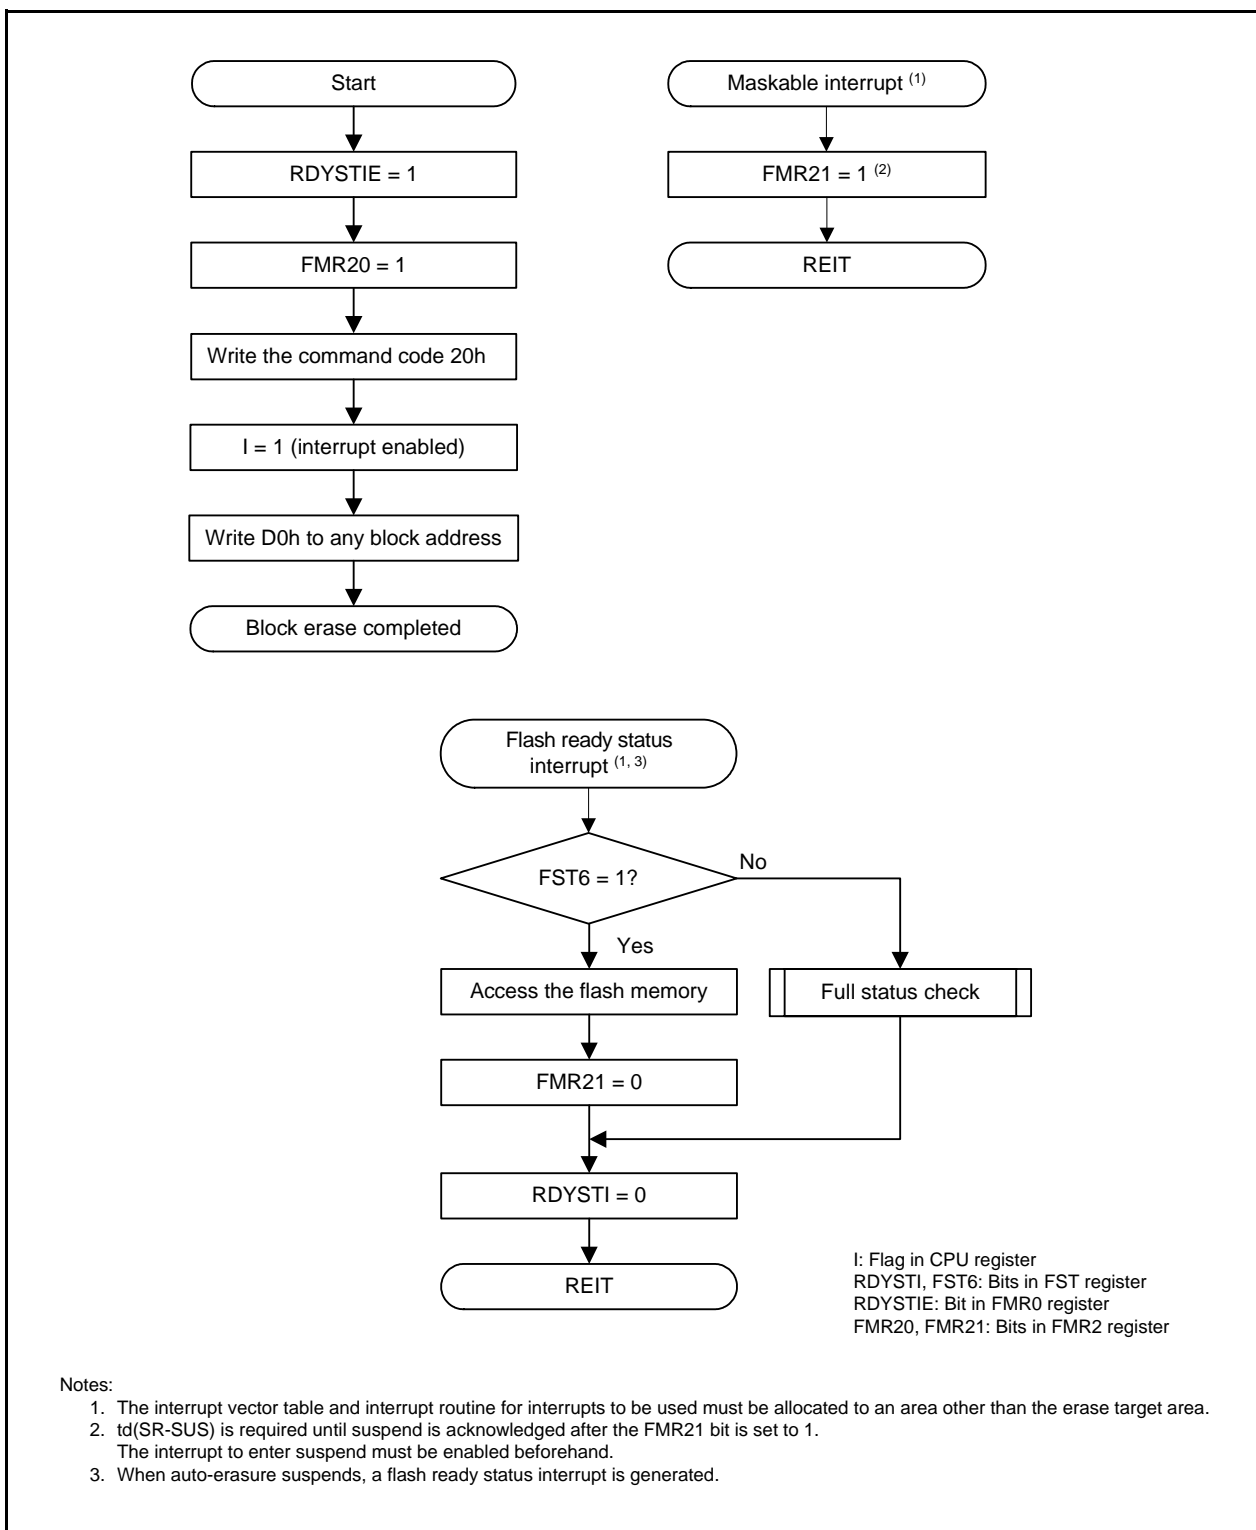 Start
RDYSTIE = 1
FMR20 = 1
Write the command code 20h
I = 1 (interrupt enabled)
Write D0h to any block address
Block erase completed
Maskable interrupt (1)
FMR21 = 1 (2)
REIT
Flash ready status
interrupt (1, 3)
FST6 = 1?
No
Yes
Access the flash memory
Full status check
FMR21 = 0
RDYSTI = 0
REIT
I: Flag in CPU register
RDYSTI, FST6: Bits in FST register
RDYSTIE: Bit in FMR0 register
FMR20, FMR21: Bits in FMR2 register
Notes:
1. The interrupt vector table and interrupt routine for interrupts to be used must be allocated to an area other than the erase target area.
2. td(SR-SUS) is required until suspend is acknowledged after the FMR21 bit is set to 1.
The interrupt to enter suspend must be enabled beforehand.
3. When auto-erasure suspends, a flash ready status interrupt is generated.